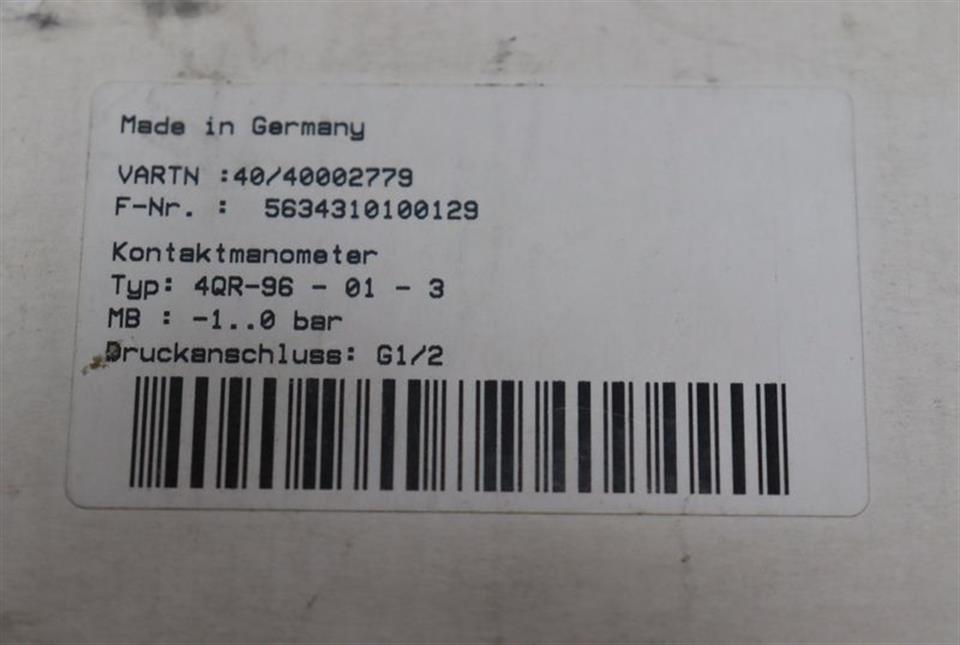 Made in Germany
VARTN :40/40002779
F-Nr. : 5634310100129
Kontaktmanometer
Typ: 4QR-96 - 01 - 3
MB : -1..0 bar
Druckanschluss: G1/2